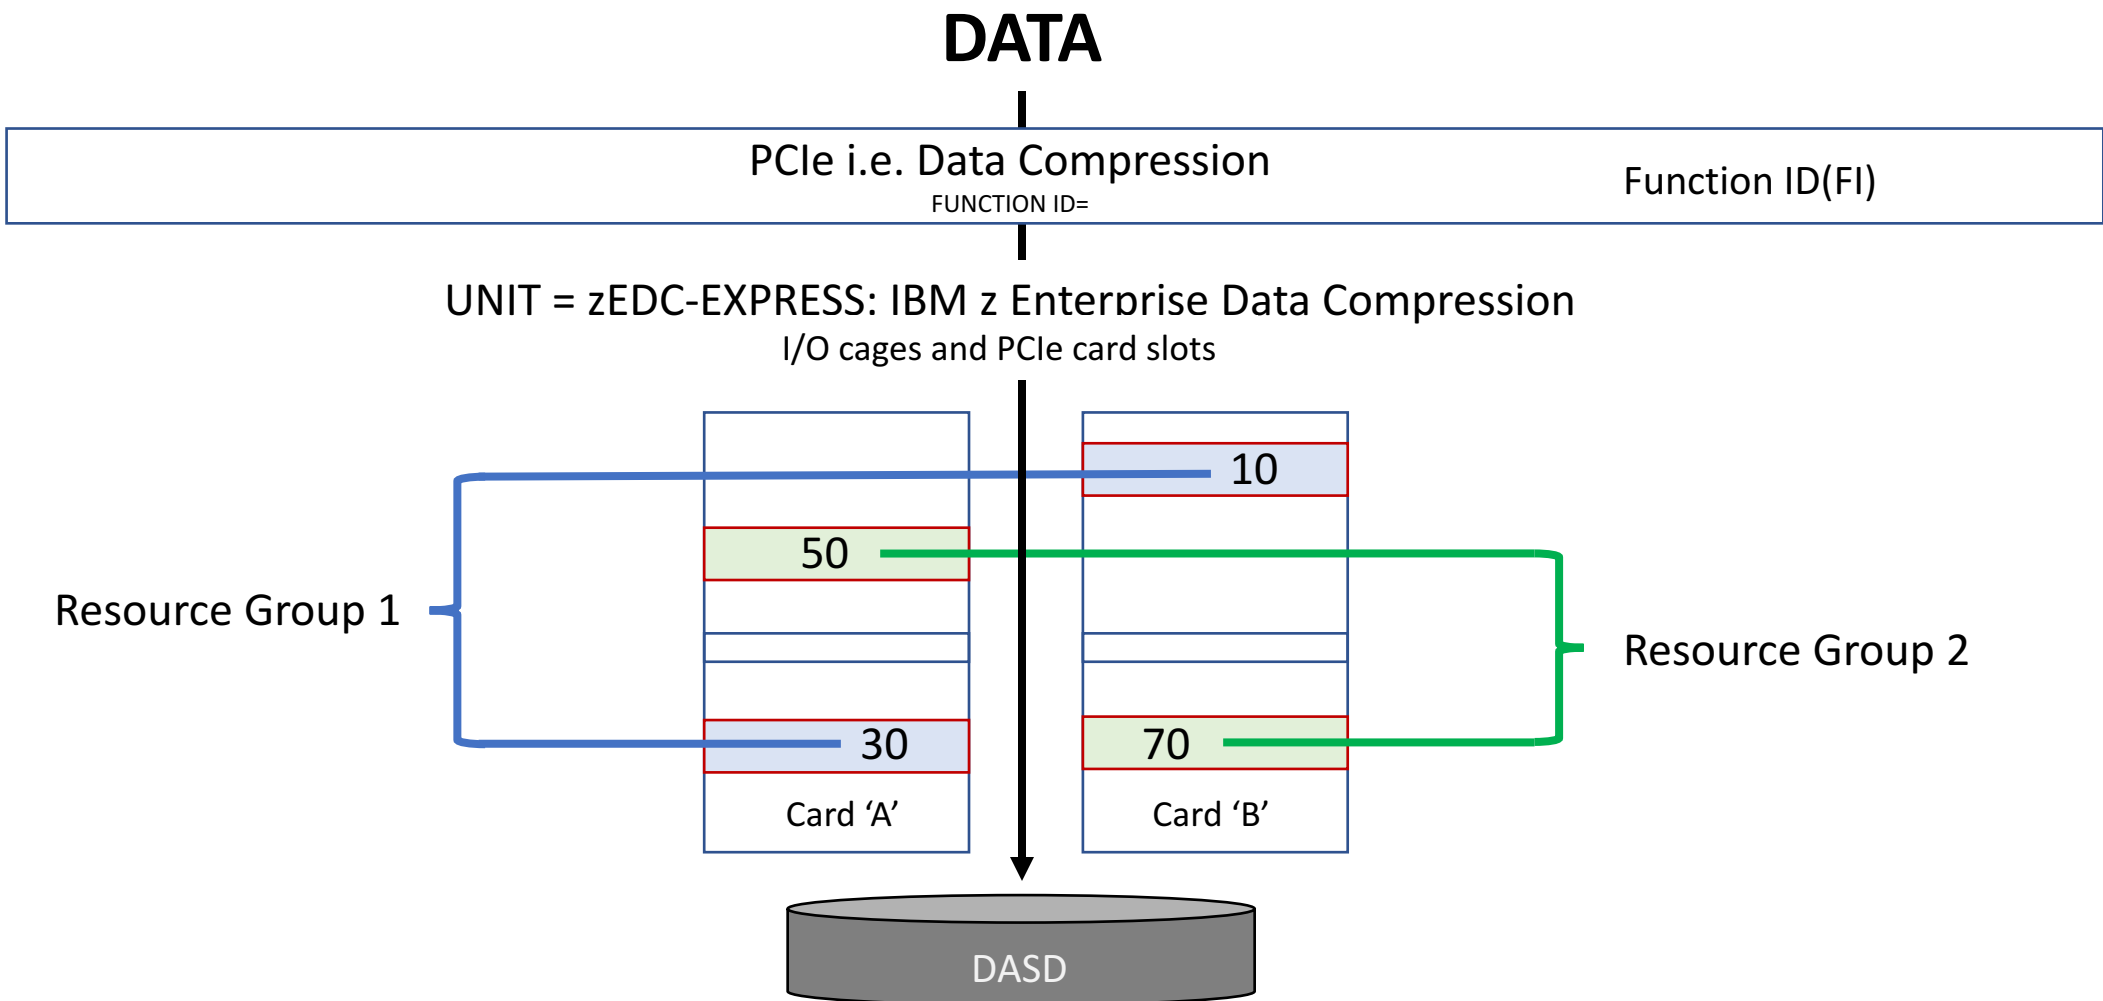 DATA
PCIe i.e. Data Compression
FUNCTION ID=
Function ID(FI)
UNIT = zEDC-EXPRESS: IBM z Enterprise Data Compression
I/O cages and PCIe card slots
10
50
Resource Group 1
Resource Group 2
30
70
Card ‘A’
Card ‘B’
DASD